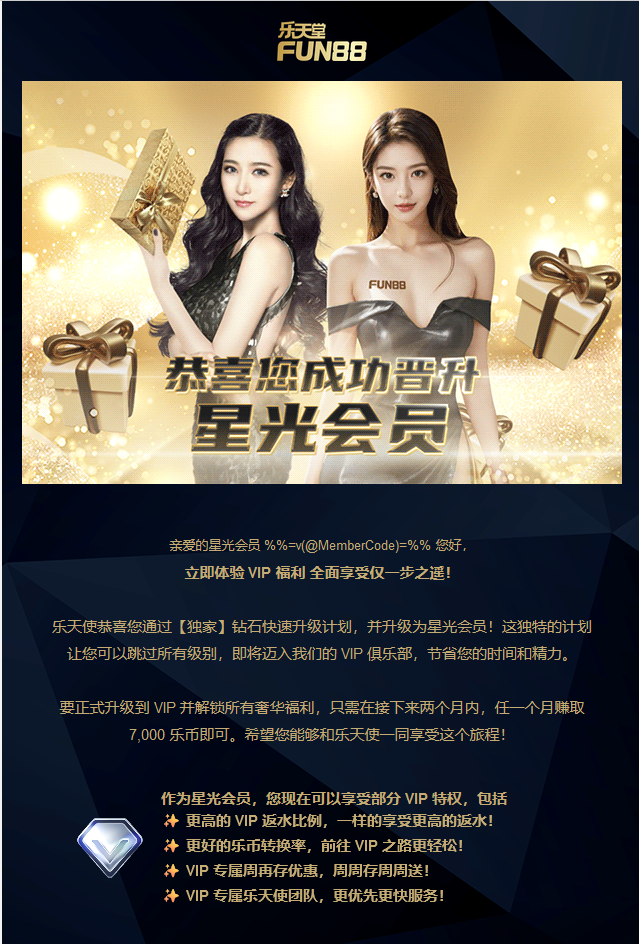 乐天堂
FUN88
FUN88
恭喜您成功晋升
星光会员
亲爱的星光会员 %%=v(@MemberCode)=%% 您好，
立即体验 VIP 福利 全面享受仅一步之遥！
乐天使恭喜您通过【独家】钻石快速升级计划，并升级为星光会员！这独特的计划
让您可以跳过所有级别，即将迈入我们的 VIP 俱乐部，节省您的时间和精力。
要正式升级到 VIP 并解锁所有奢华福利，只需在接下来两个月内，任一个月赚取
7,000 乐币即可。希望您能够和乐天使一同享受这个旅程！
作为星光会员，您现在可以享受部分 VIP 特权，包括
✨ 更高的 VIP 返水比例，一样的享受更高的返水！
✨ 更好的乐币转换率，前往 VIP 之路更轻松！
✨ VIP 专属周再存优惠，周周存周周送！
✨ VIP 专属乐天使团队，更优先更快服务！